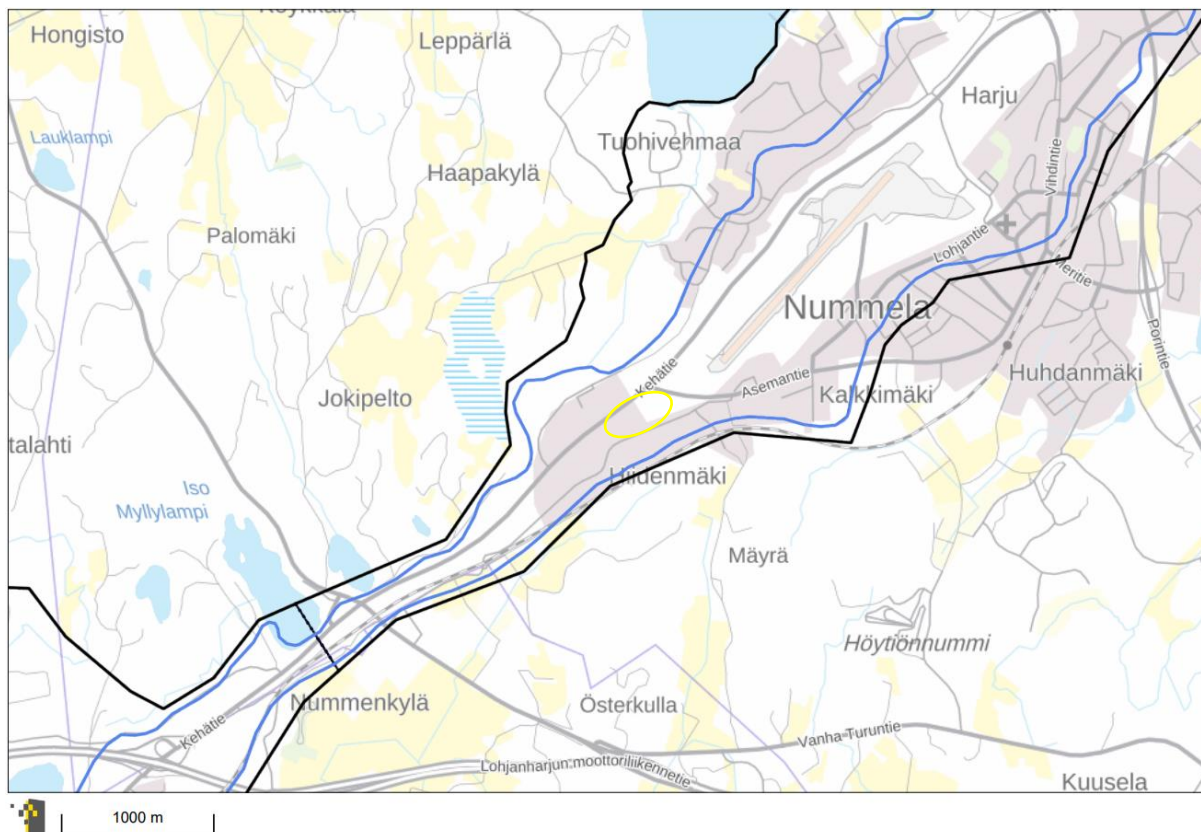 Hongisto
Leppärlä
Lauklampi
Harju
Tuohivehmaa
Haapakylä
Vihdintie
Palomäki
Lohjantie
Meritie
Nummela
Porintie
Kehätie
Asemantie
Kalkkimäki
Huhdanmäki
Jokipelto
talahti
Hiidenmäki
Iso
Myllylampi
Mäyrä
Höytiönnummi
Nummenkylä
Österkulla
Kehätie
Vanha Turuntie
Lohjanharjun moottoriliikennetie
Kuusela
1000 m